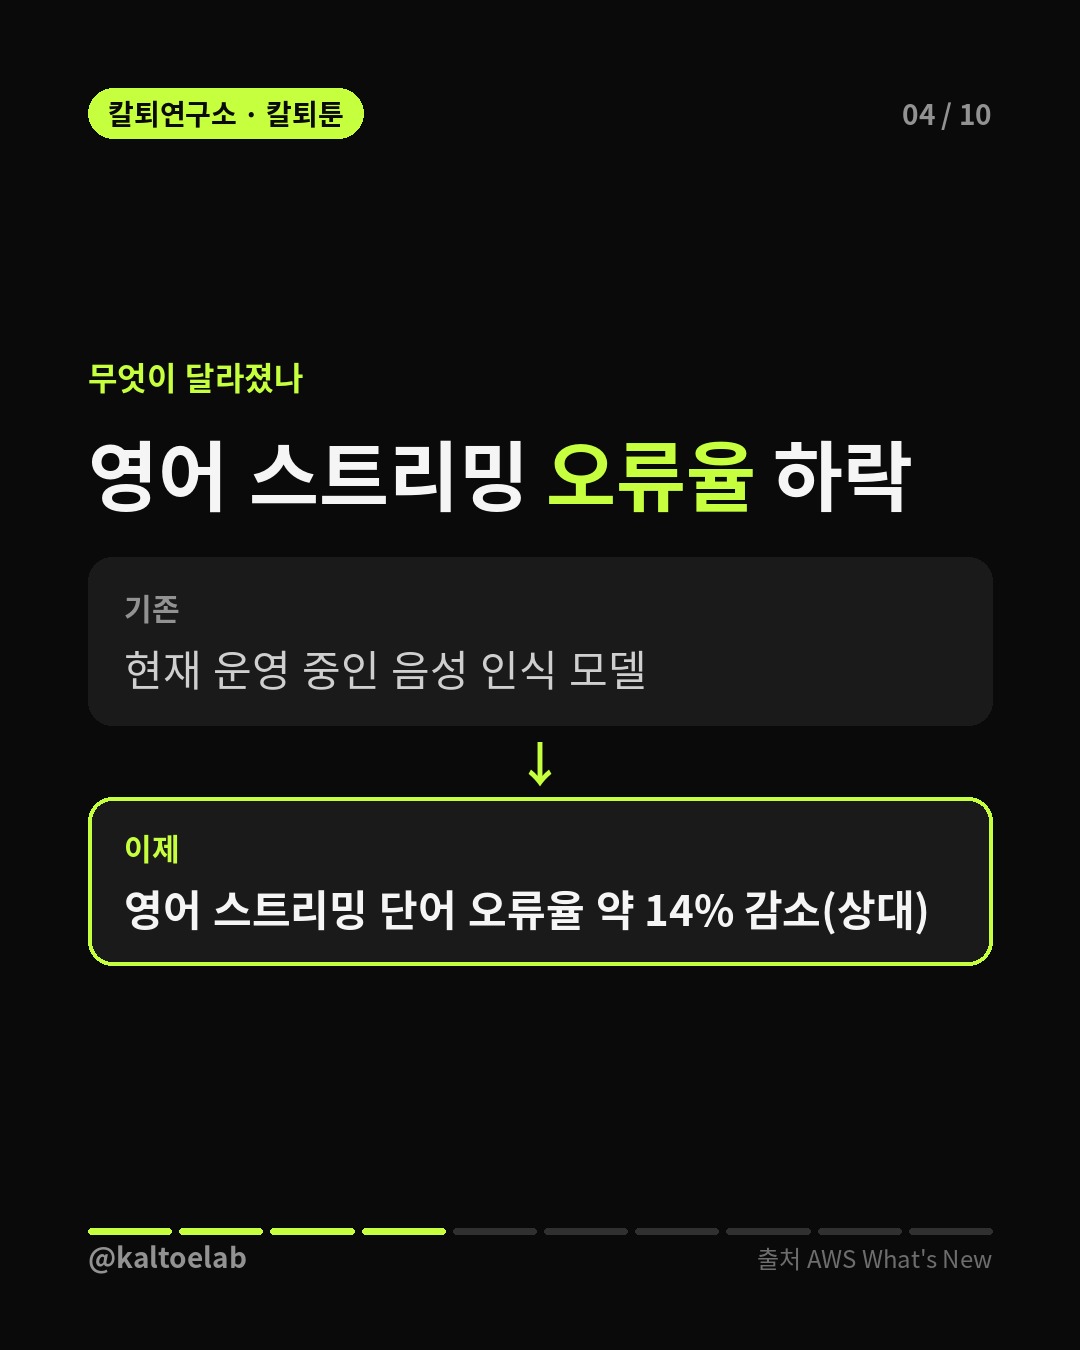 칼퇴연구소 · 칼퇴툰
04 / 10
무엇이 달라졌나
영어 스트리밍 오류율 하락
기존
현재 운영 중인 음성 인식 모델
↓
이제
영어 스트리밍 단어 오류율 약 14% 감소(상대)
@kaltoelab
출처 AWS What's New